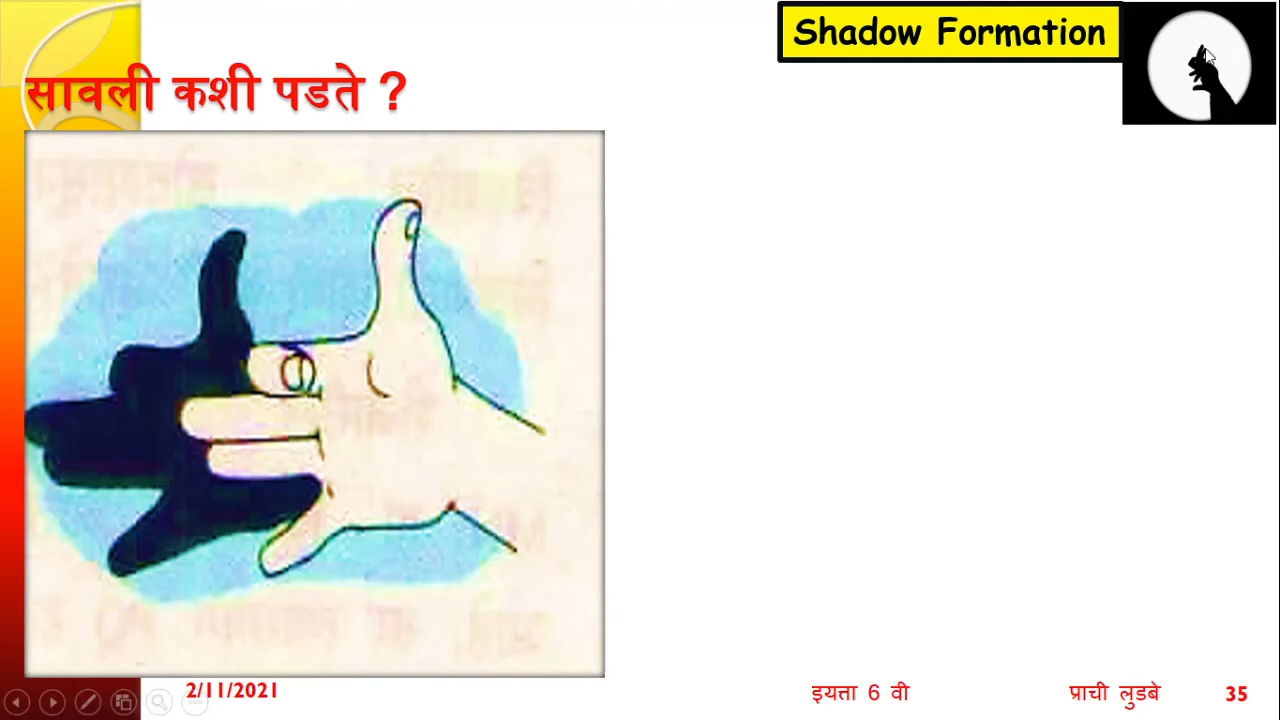 Shadow Formation
सावली कशी पडते ?
2/11/2021
इयत्ता 6 वी
प्राची लुडबे
35